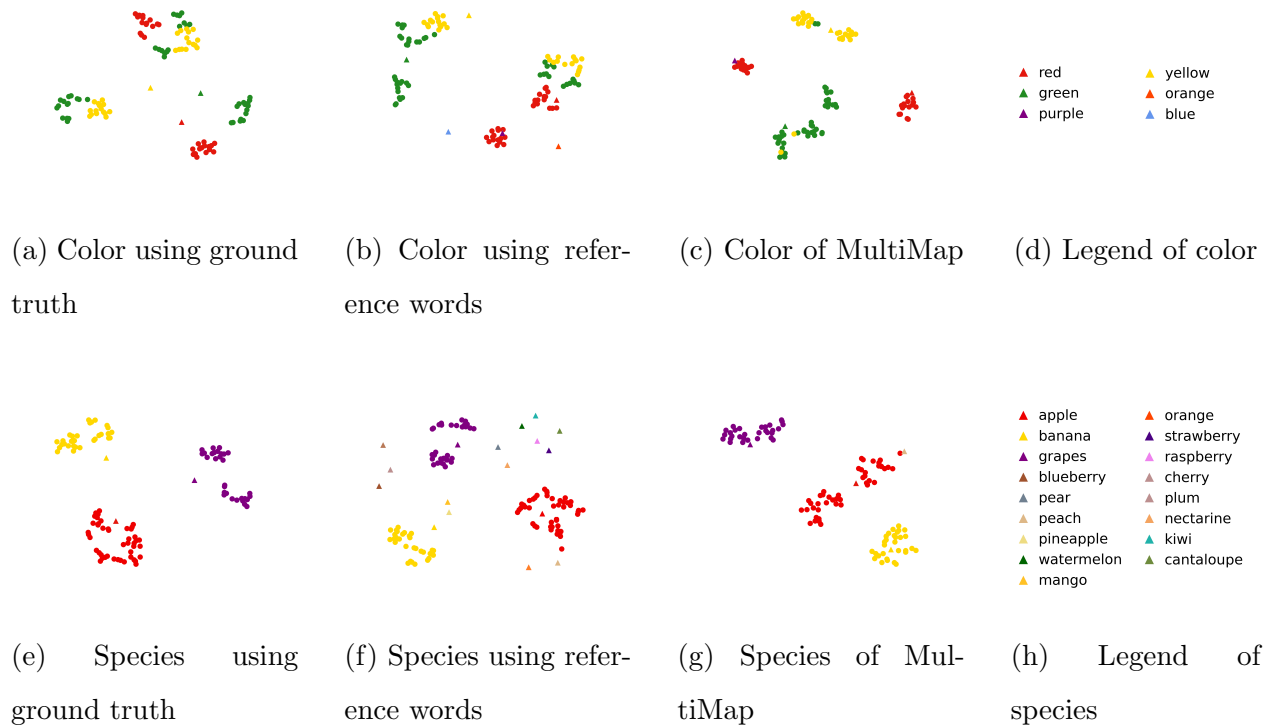 red
green
purple
yellow
orange
blue
(a) Color using ground
truth
(b) Color using refer-
ence words
(c) Color of MultiMap
(d) Legend of color
apple
banana
grapes
blueberry
pear
peach
pineapple
watermelon
mango
orange
strawberry
raspberry
cherry
plum
nectarine
kiwi
cantaloupe
(e) Species using
ground truth
(f) Species using refer-
ence words
(g) Species of Mul-
tiMap
(h) Legend of
species